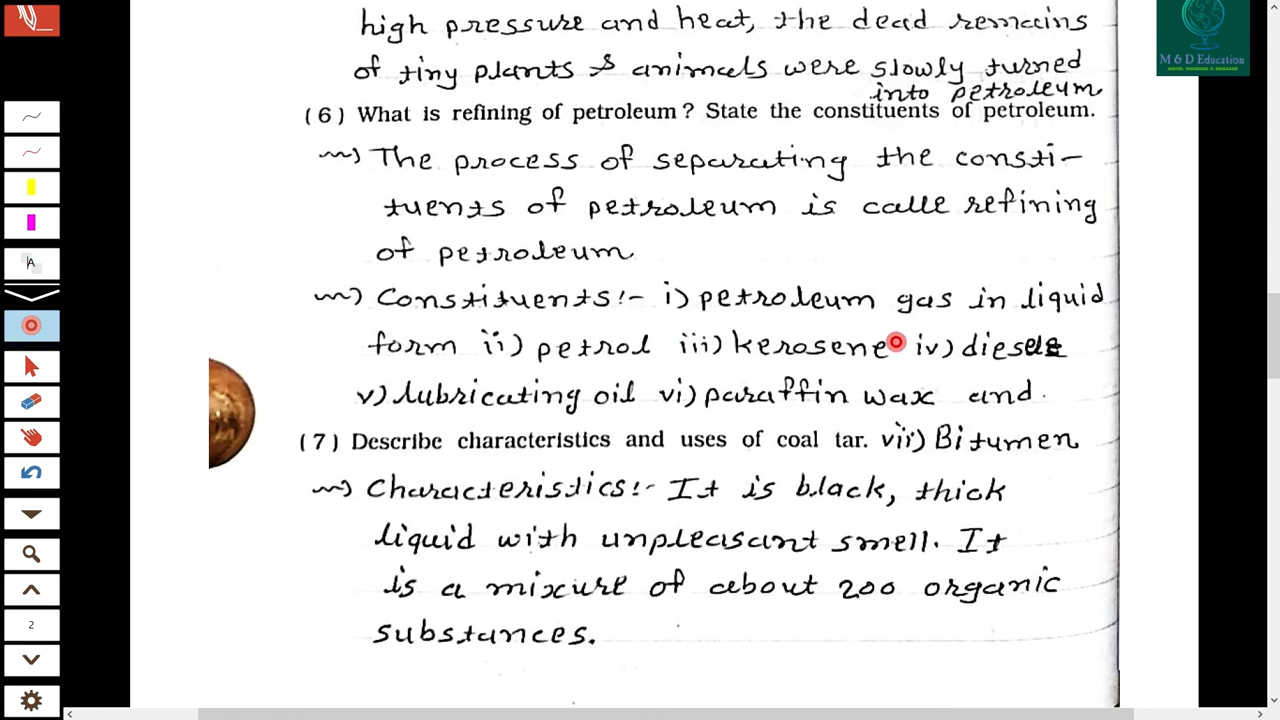 M & D Education
high pressure and heat, the dead remains
of tiny plants & animals were slowly turned
into petroleum
(6) What is refining of petroleum? State the constituents of petroleum.
The process of separating the consti-
tuents of petroleum is calle refining
of petroleum.
Constituents:- i) petroleum gas in liquid
form ii) petrol iii) kerosene iv) diesel
v) lubricating oil vi) paraffin wax and
(7) Describe characteristics and uses of coal tar. vii) Bitumen
Characteristics:- It is black, thick
liquid with unpleasant smell. It
is a mixure of about 200 organic
substances.
A
2